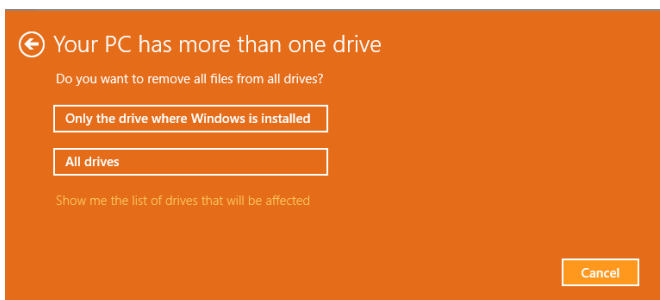 Your PC has more than one drive
Do you want to remove all files from all drives?
Only the drive where Windows is installed
All drives
Show me the list of drives that will be affected
Cancel